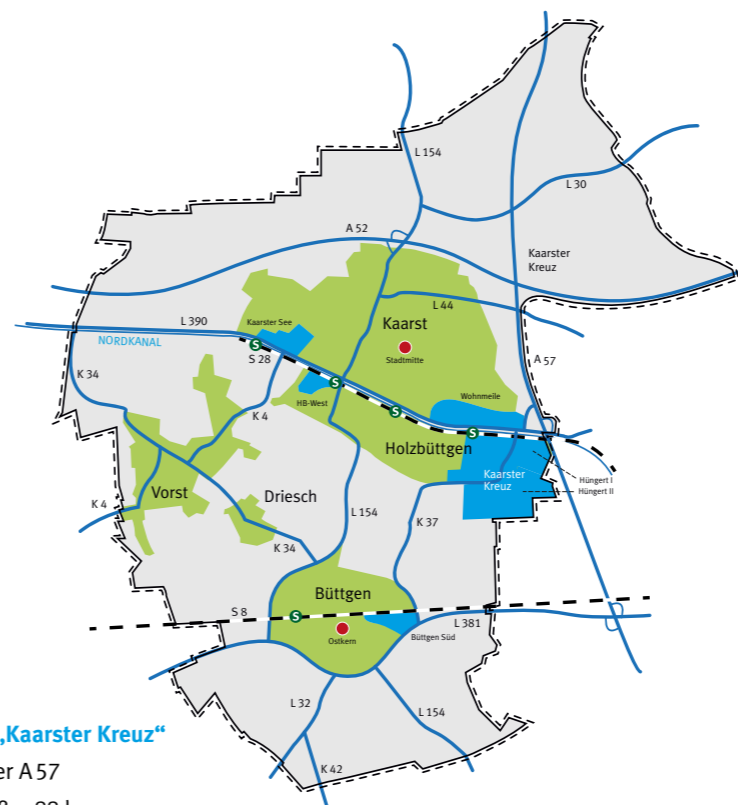 L 154
L 30
A 52
Kaarster
Kreuz
L 44
Kaarster See
Kaarst
L 390
NORDKANAL
S
S 28
Stadtmitte
A 57
K 34
S
HB-West
Wohnmeile
S
K 4
S
Holzbüttgen
Kaarster
Kreuz
Hüngert I
Hüngert II
Vorst
Driesch
K 4
L 154
K 37
K 34
Büttgen
S 8
S
L 381
Ostkern
Büttgen Süd
L 32
L 154
K 42
„Kaarster Kreuz“
er A 57